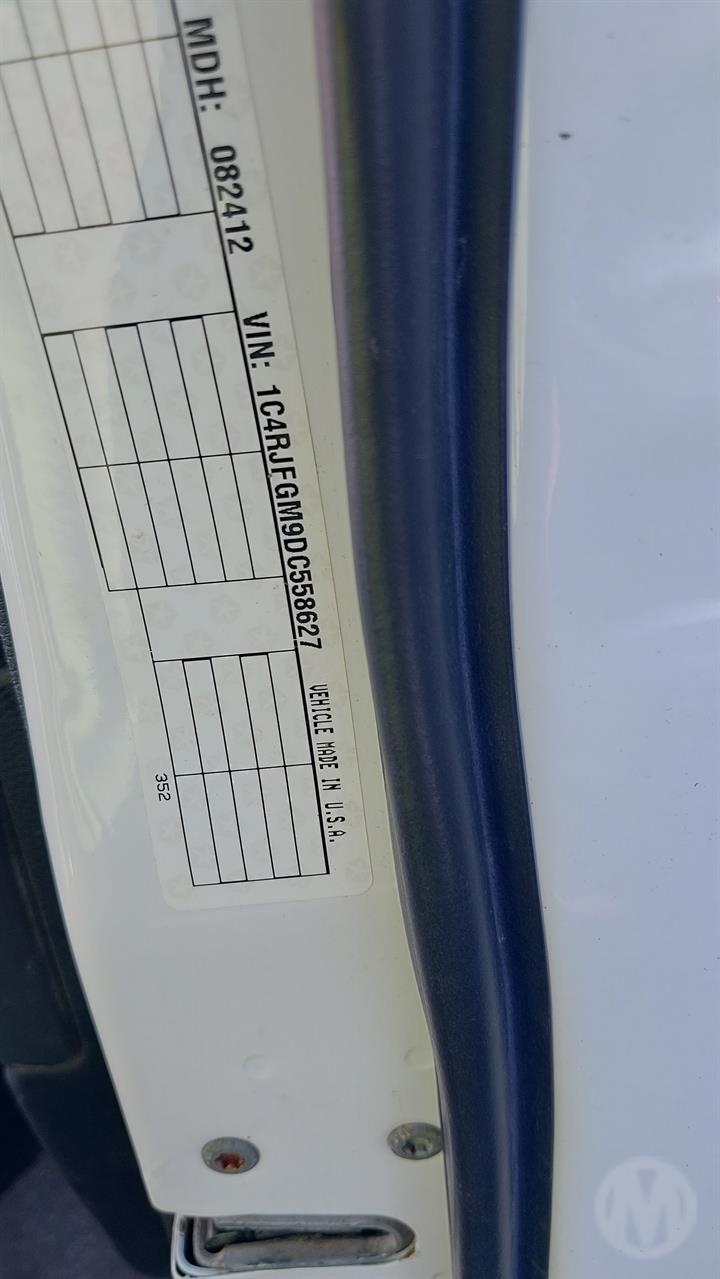 MDH: 082412 VIN: 1C4RJFGM9DC558627 VEHICLE MADE IN U.S.A.
352
M